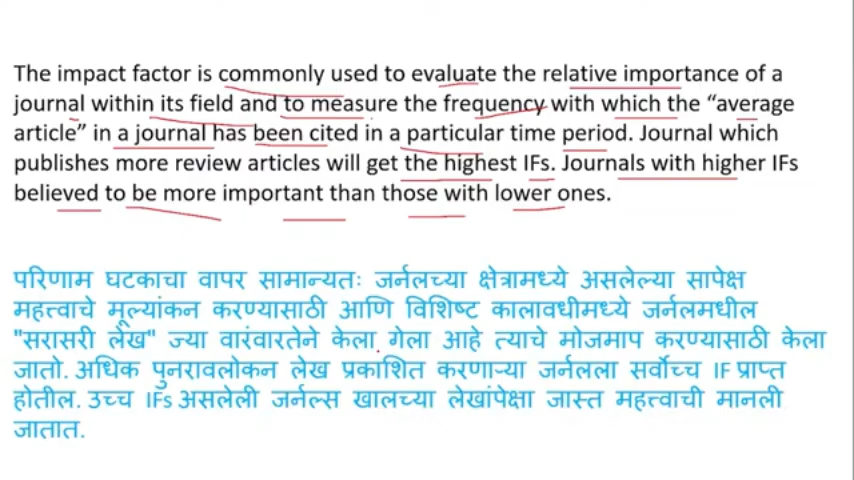 The impact factor is commonly used to evaluate the relative importance of a
journal within its field and to measure the frequency with which the “average
article” in a journal has been cited in a particular time period. Journal which
publishes more review articles will get the highest IFs. Journals with higher IFs
believed to be more important than those with lower ones.
परिणाम घटकाचा वापर सामान्यतः जर्नलच्या क्षेत्रामध्ये असलेल्या सापेक्ष
महत्त्वाचे मूल्यांकन करण्यासाठी आणि विशिष्ट कालावधीमध्ये जर्नलमधील
"सरासरी लेख" ज्या वारंवारतेने केला गेला आहे त्याचे मोजमाप करण्यासाठी केला
जातो. अधिक पुनरावलोकन लेख प्रकाशित करणाऱ्या जर्नलला सर्वोच्च IF प्राप्त
होतील. उच्च IFs असलेली जर्नल्स खालच्या लेखांपेक्षा जास्त महत्त्वाची मानली
जातात.